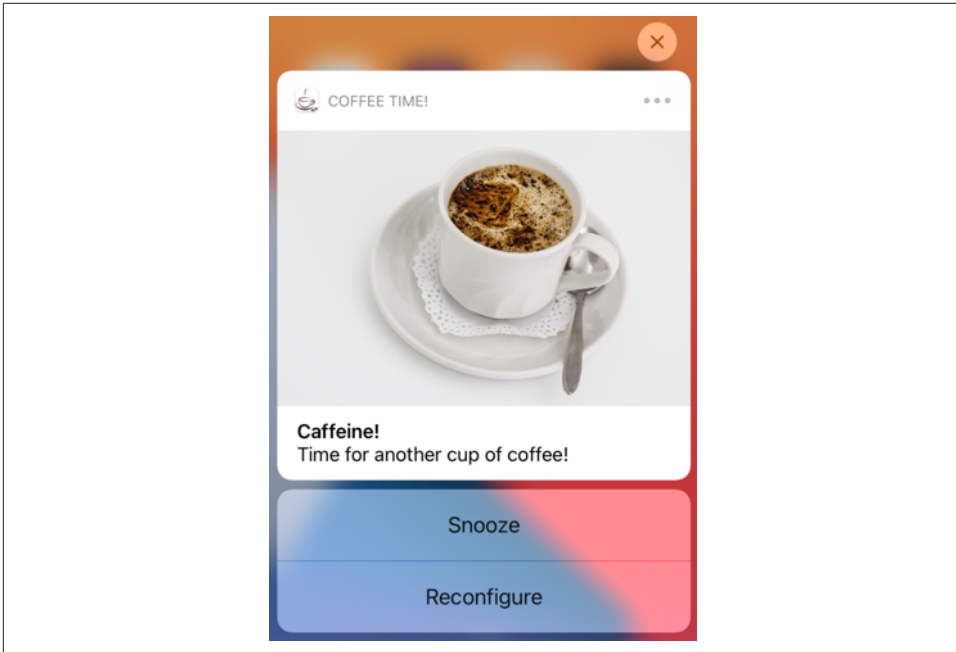 COFFEE TIME!
Caffeine!
Time for another cup of coffee!
Snooze
Reconfigure